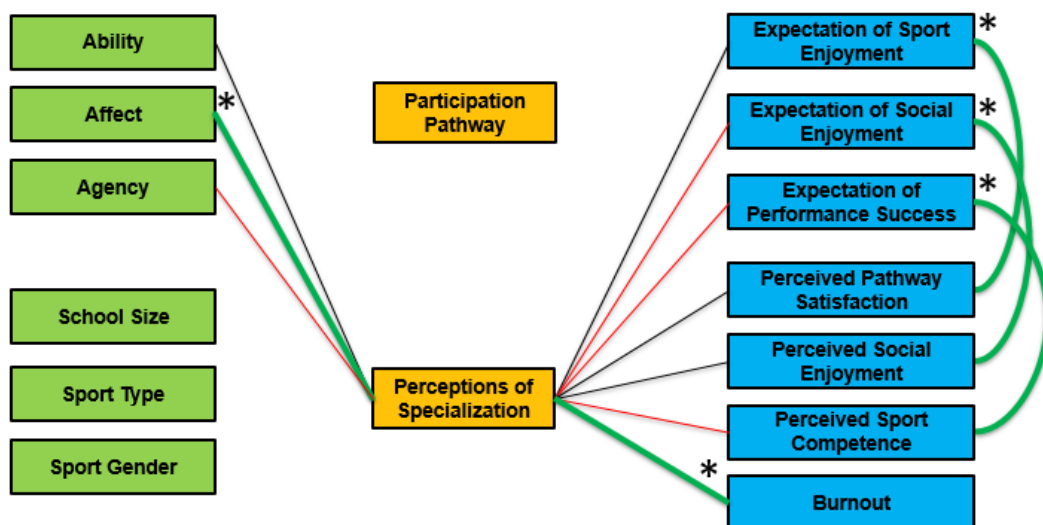 Ability
Affect
*
Agency
School Size
Sport Type
Sport Gender
Participation
Pathway
Perceptions of
Specialization
Expectation of Sport
Enjoyment
*
Expectation of Social
Enjoyment
*
Expectation of
Performance Success
*
Perceived Pathway
Satisfaction
Perceived Social
Enjoyment
Perceived Sport
Competence
*
Burnout